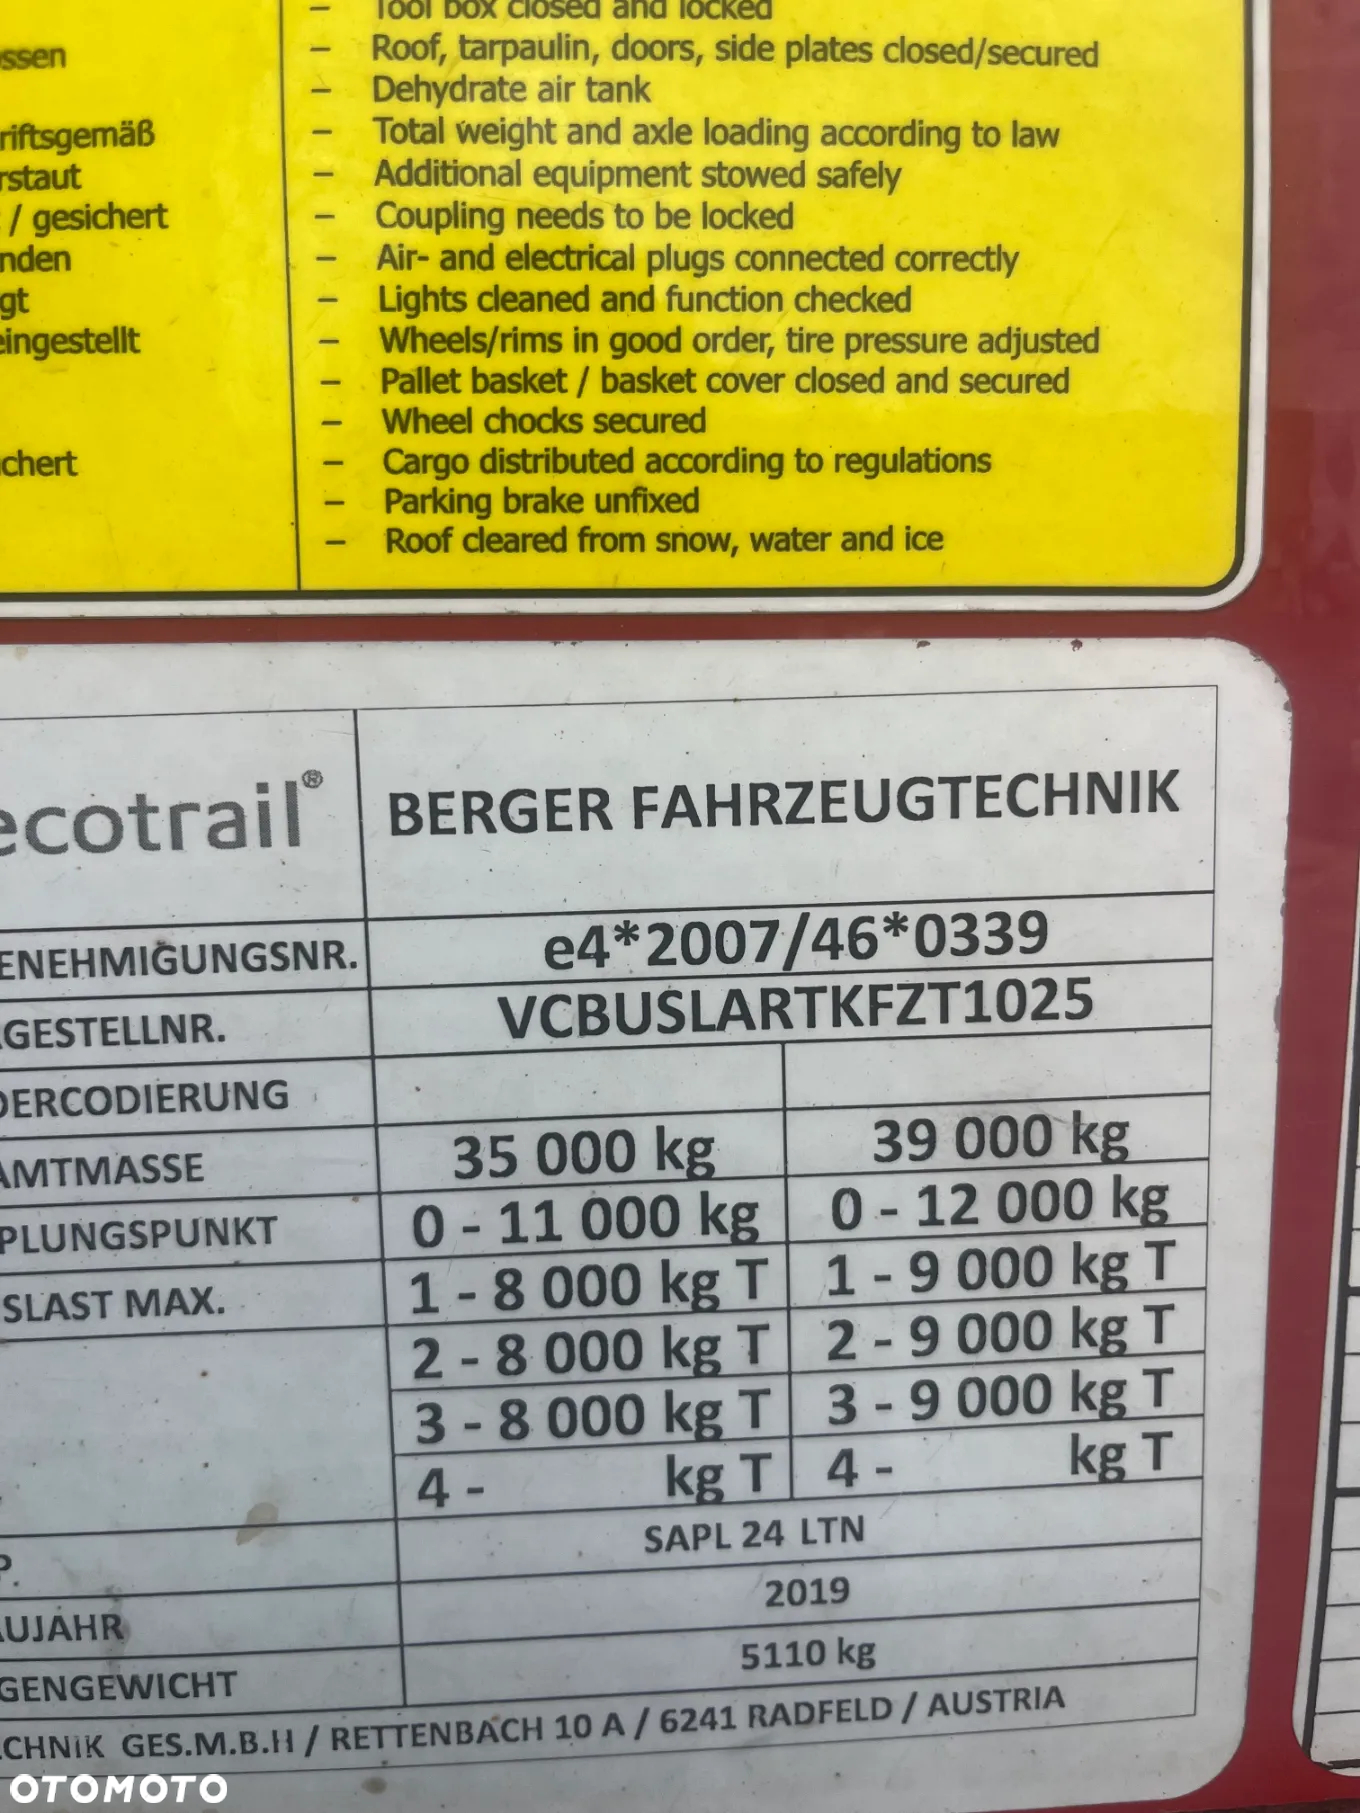 – Tool box closed and locked
ossen – Roof, tarpaulin, doors, side plates closed/secured
– Dehydrate air tank
riftsgemäß – Total weight and axle loading according to law
rstaut – Additional equipment stowed safely
/ gesichert – Coupling needs to be locked
nden – Air- and electrical plugs connected correctly
gt – Lights cleaned and function checked
eingestellt – Wheels/rims in good order, tire pressure adjusted
– Pallet basket / basket cover closed and secured
– Wheel chocks secured
chert – Cargo distributed according to regulations
– Parking brake unfixed
– Roof cleared from snow, water and ice
ecotrail® BERGER FAHRZEUGTECHNIK
ENEHMIGUNGSNR. e4*2007/46*0339
GESTELLNR. VCBUSLARTKFZT1025
DERCODIERUNG
AMTMASSE 35 000 kg 39 000 kg
PLUNGSPUNKT 0 - 11 000 kg 0 - 12 000 kg
SLAST MAX. 1 - 8 000 kg T 1 - 9 000 kg T
2 - 8 000 kg T 2 - 9 000 kg T
3 - 8 000 kg T 3 - 9 000 kg T
4 - kg T 4 - kg T
P. SAPL 24 LTN
AUJAHR 2019
GENGEWICHT 5110 kg
CHNIK GES.M.B.H / RETTENBACH 10 A / 6241 RADFELD / AUSTRIA
OTOMOTO